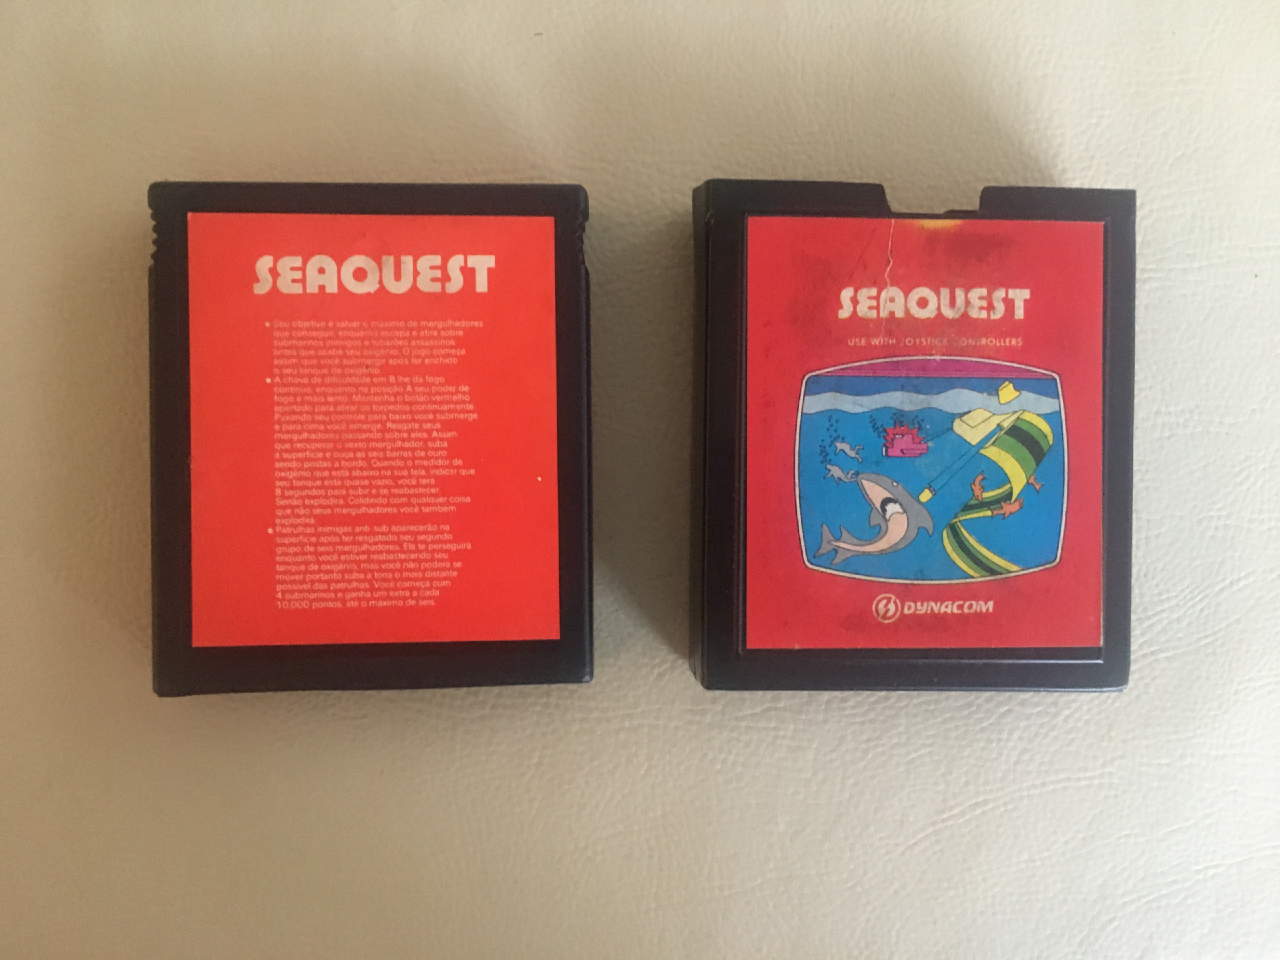 SEAQUEST
• Seu objetivo é salvar o máximo de mergulhadores
que conseguir, enquanto escapa e atira sobre
submarinos inimigos e tubarões assassinos
antes que acabe seu oxigênio. O jogo começa
assim que você submergir após ter enchido
o seu tanque de oxigênio.
• A chave de dificuldade em B lhe dá fogo
contínuo, enquanto na posição A seu poder de
fogo é mais lento. Mantenha o botão vermelho
apertado para atirar os torpedos continuamente.
Puxando seu controle para baixo você submerge
e para cima você emerge. Resgate seus
mergulhadores passando sobre eles. Assim
que recuperar o sexto mergulhador, suba
à superfície e ouça as seis barras de ouro
sendo postas a bordo. Quando o medidor de
oxigênio que está abaixo na sua tela, indicar que
seu tanque está quase vazio, você terá
8 segundos para subir e se reabastecer.
Senão explodirá. Colidindo com qualquer coisa
que não seus mergulhadores você também
explodirá.
• Patrulhas inimigas anti-sub aparecerão na
superfície após ter resgatado seu segundo
grupo de seis mergulhadores. Ela te perseguirá
enquanto você estiver reabastecendo seu
tanque de oxigênio, mas você não poderá se
mover portanto suba a tona o mais distante
possível das patrulhas. Você começa com
4 submarinos e ganha um extra a cada
10.000 pontos, até o máximo de seis.
SEAQUEST
USE WITH JOYSTICK CONTROLLERS
DYNACOM